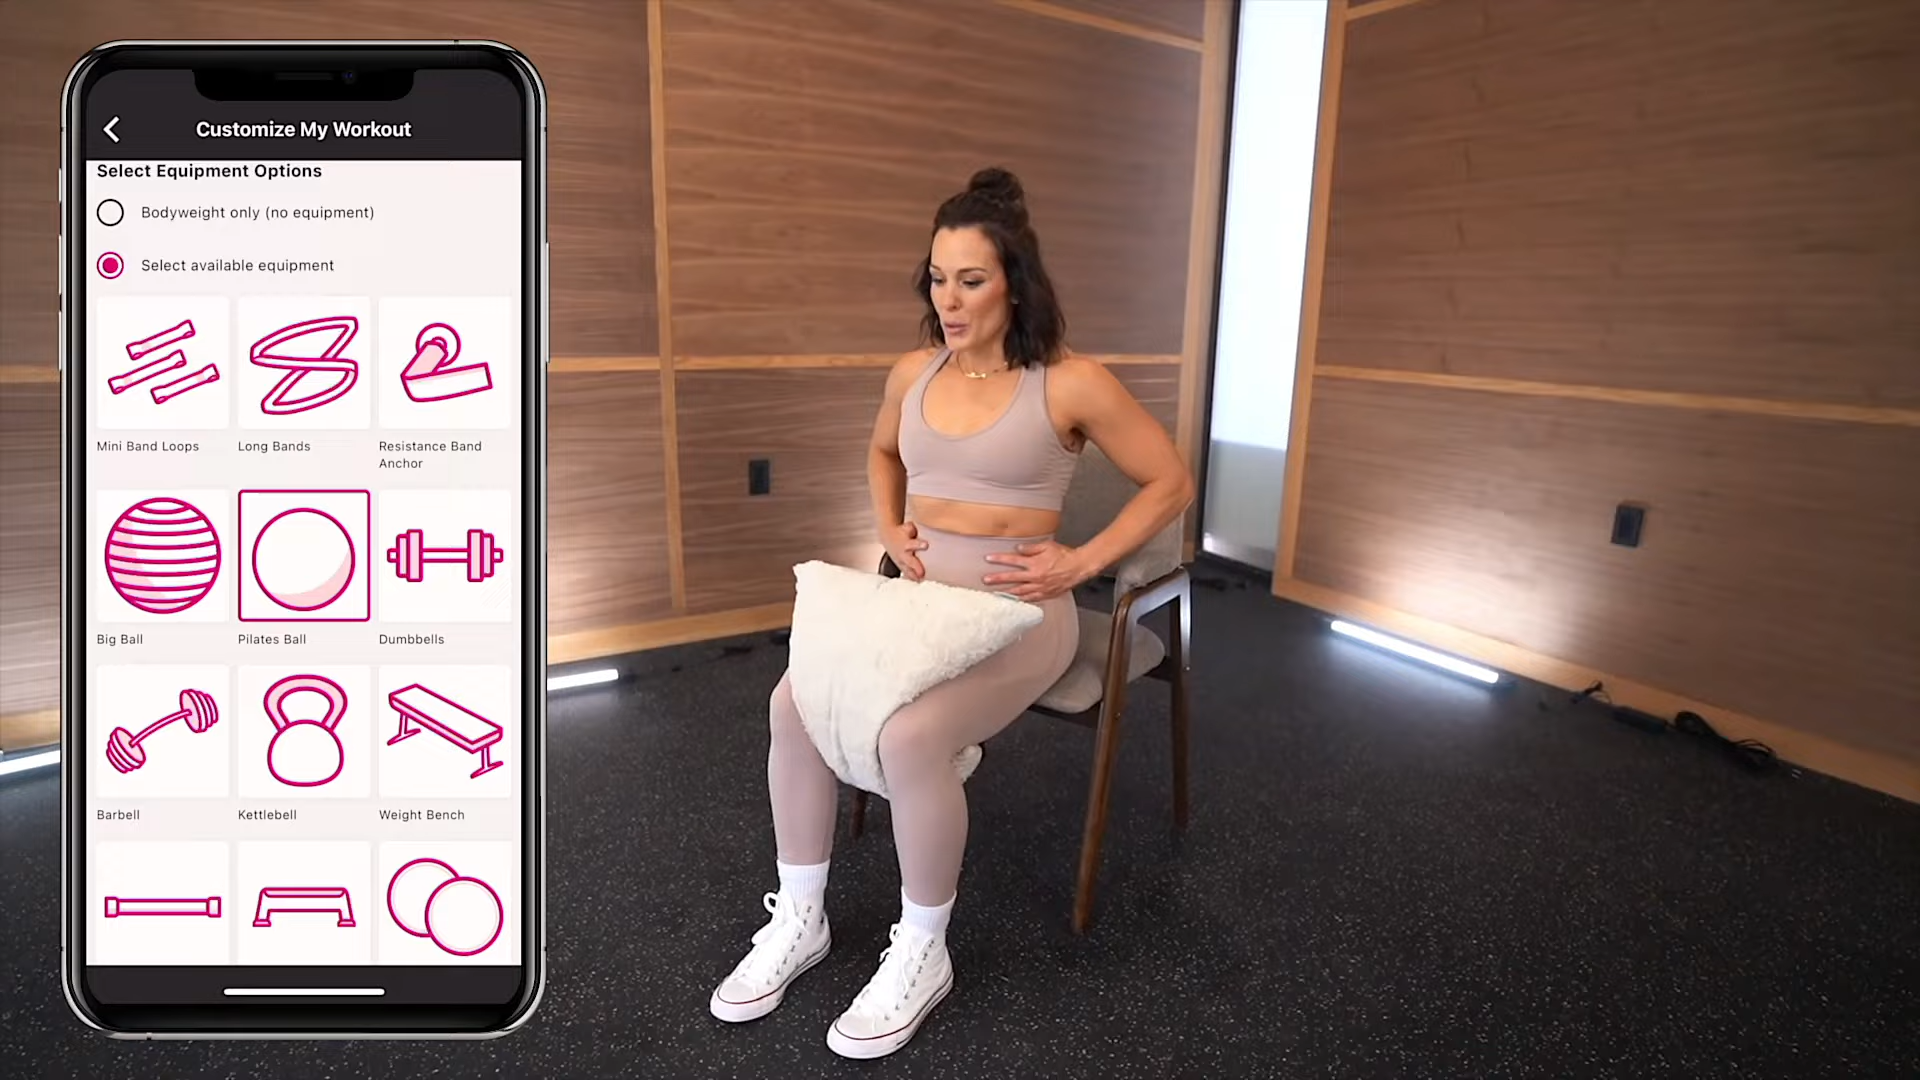 Customize My Workout
Select Equipment Options
Bodyweight only (no equipment)
Select available equipment
Mini Band Loops
Long Bands
Resistance Band
Anchor
Big Ball
Pilates Ball
Dumbbells
Barbell
Kettlebell
Weight Bench